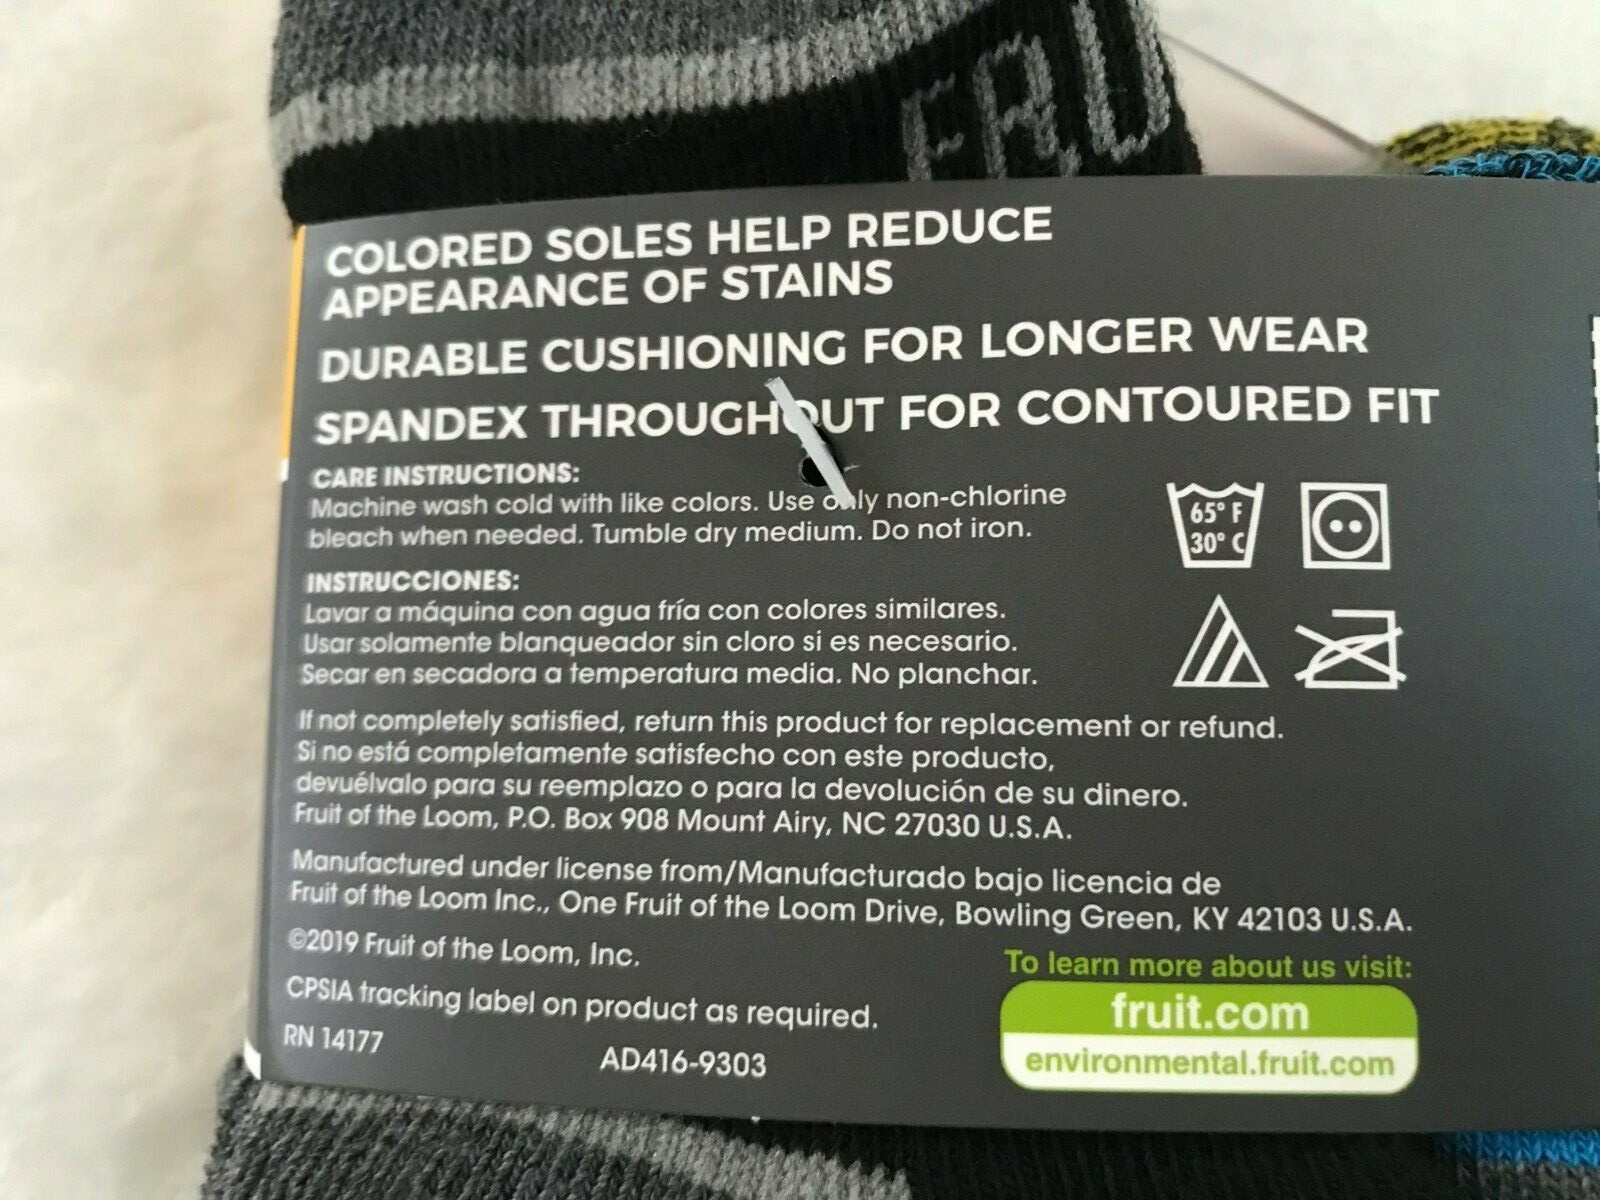 FRU
COLORED SOLES HELP REDUCE
APPEARANCE OF STAINS
DURABLE CUSHIONING FOR LONGER WEAR
SPANDEX THROUGHOUT FOR CONTOURED FIT
CARE INSTRUCTIONS:
Machine wash cold with like colors. Use only non-chlorine
bleach when needed. Tumble dry medium. Do not iron.
65° F
30° C
INSTRUCCIONES:
Lavar a máquina con agua fría con colores similares.
Usar solamente blanqueador sin cloro si es necesario.
Secar en secadora a temperatura media. No planchar.
If not completely satisfied, return this product for replacement or refund.
Si no está completamente satisfecho con este producto,
devuélvalo para su reemplazo o para la devolución de su dinero.
Fruit of the Loom, P.O. Box 908 Mount Airy, NC 27030 U.S.A.
Manufactured under license from/Manufacturado bajo licencia de
Fruit of the Loom Inc., One Fruit of the Loom Drive, Bowling Green, KY 42103 U.S.A.
©2019 Fruit of the Loom, Inc.
CPSIA tracking label on product as required.
RN 14177
AD416-9303
To learn more about us visit:
fruit.com
environmental.fruit.com